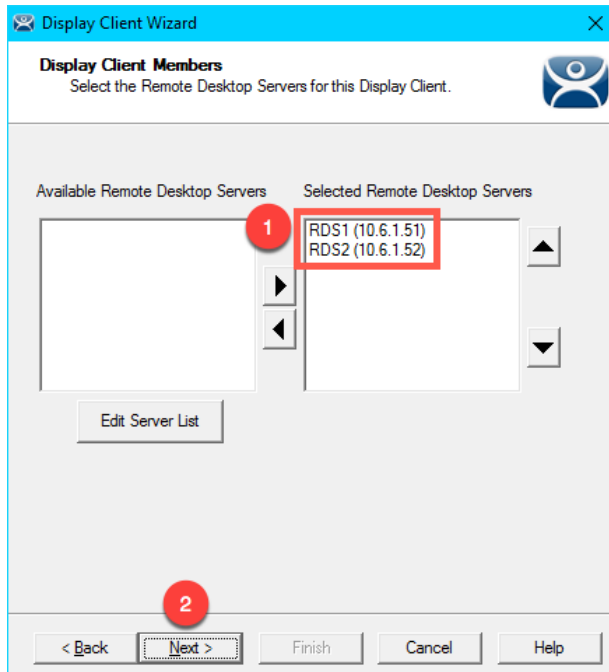 Display Client Wizard
Display Client Members
Select the Remote Desktop Servers for this Display Client.
Available Remote Desktop Servers
Selected Remote Desktop Servers
1
RDS1 (10.6.1.51)
RDS2 (10.6.1.52)
Edit Server List
2
< Back
Next >
Finish
Cancel
Help